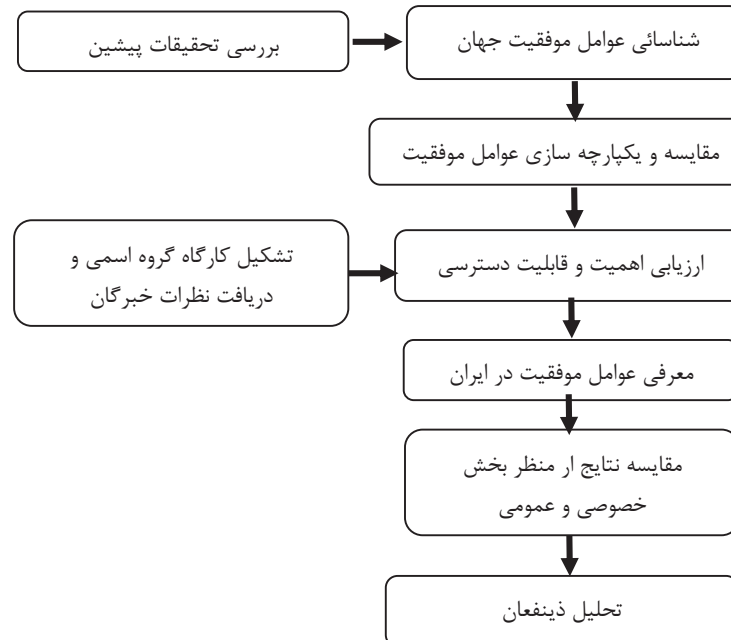 شناسائی عوامل موفقیت جهان
بررسی تحقیقات پیشین
مقایسه و یکپارچه سازی عوامل موفقیت
ارزیابی اهمیت و قابلیت دسترسی
تشکیل کارگاه گروه اسمی و
دریافت نظرات خبرگان
معرفی عوامل موفقیت در ایران
مقایسه نتایج ار منظر بخش
خصوصی و عمومی
تحلیل ذینفعان